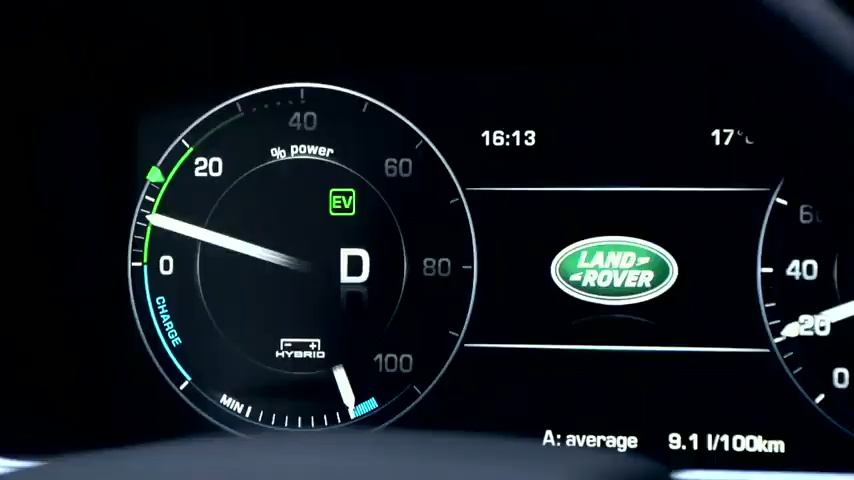 16:13
17°
40
% power
20
60
EV
0
D
80
CHARGE
HYBRID
100
MIN
LAND
ROVER
40
20
0
A: average
9.1 l/100km